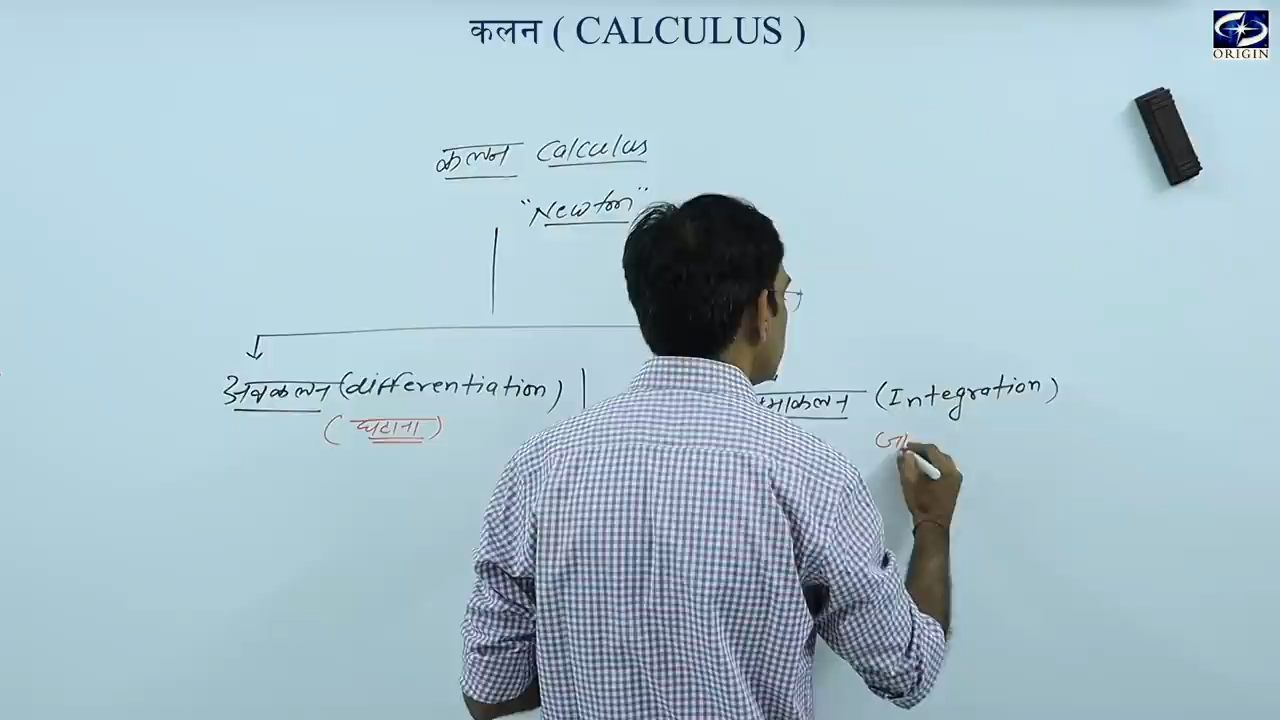 कलन ( CALCULUS )
ORIGIN
कलन Calculus
"Newton"
अवकलन (differentiation) (Integration)
(घटाना)